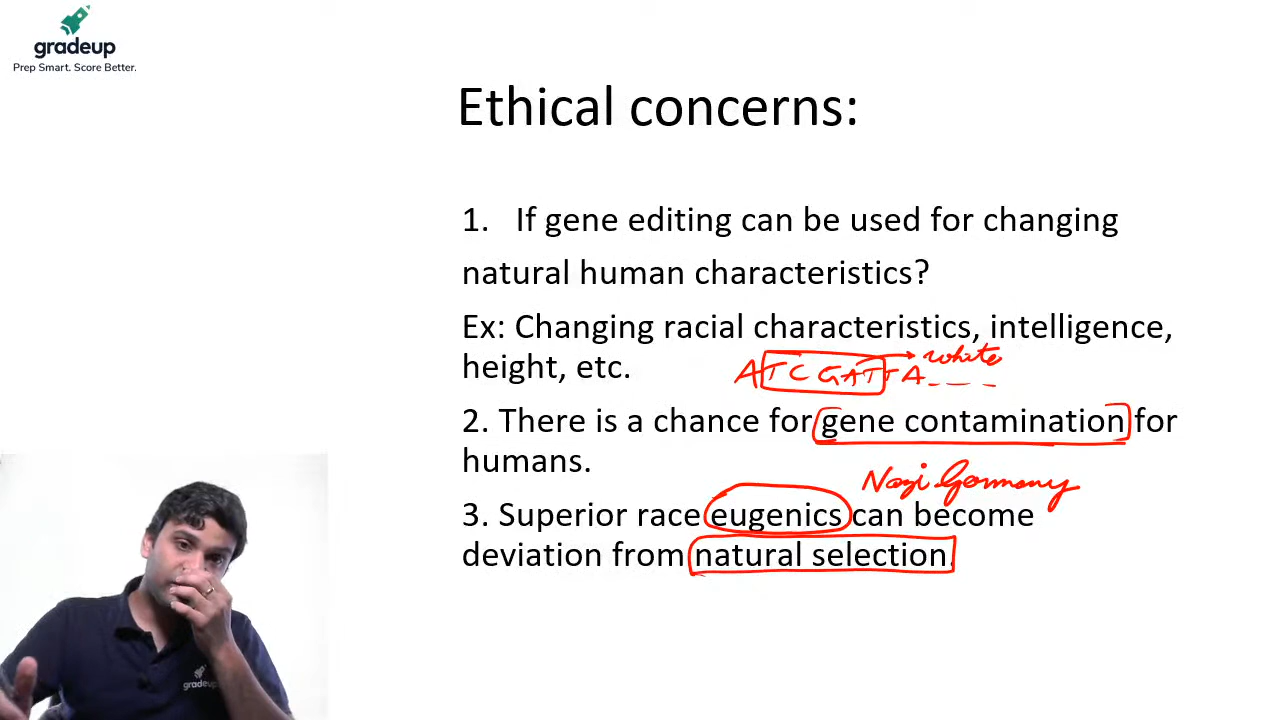 gradeup
Prep Smart. Score Better.
Ethical concerns:
1. If gene editing can be used for changing
natural human characteristics?
Ex: Changing racial characteristics, intelligence,
height, etc.
white
ATCGATTA_ _ _
2. There is a chance for gene contamination for
humans.
Nazi Germany
3. Superior race eugenics can become
deviation from natural selection.
gradeup